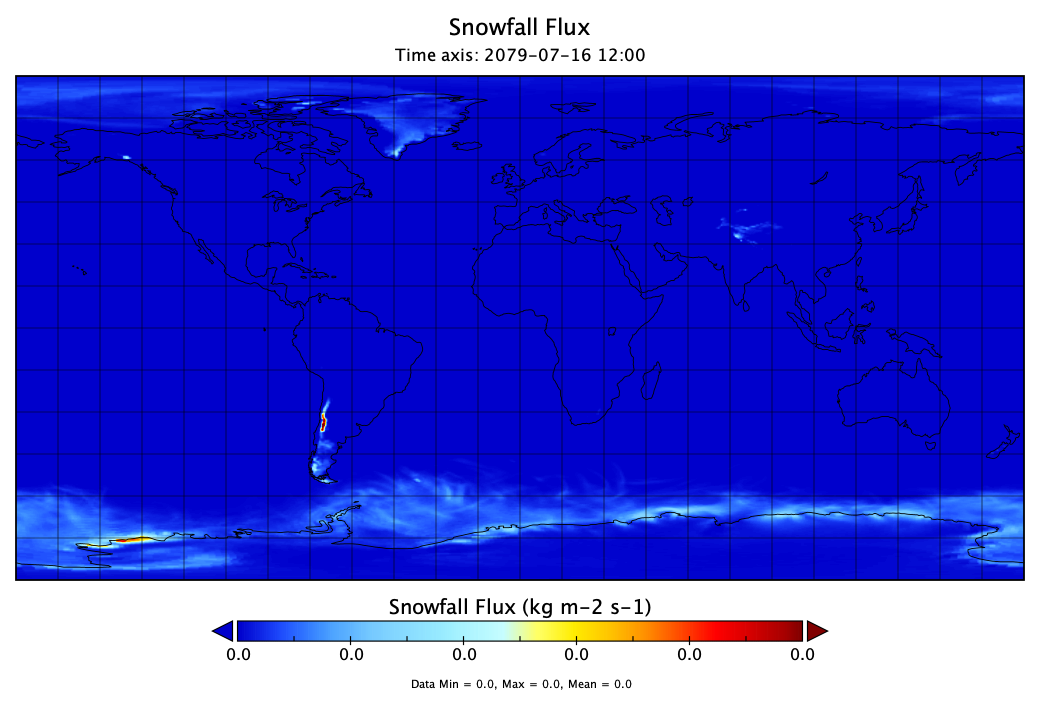 Snowfall Flux
Time axis: 2079-07-16 12:00
Snowfall Flux (kg m-2 s-1)
0.0 0.0 0.0 0.0 0.0 0.0
Data Min = 0.0, Max = 0.0, Mean = 0.0